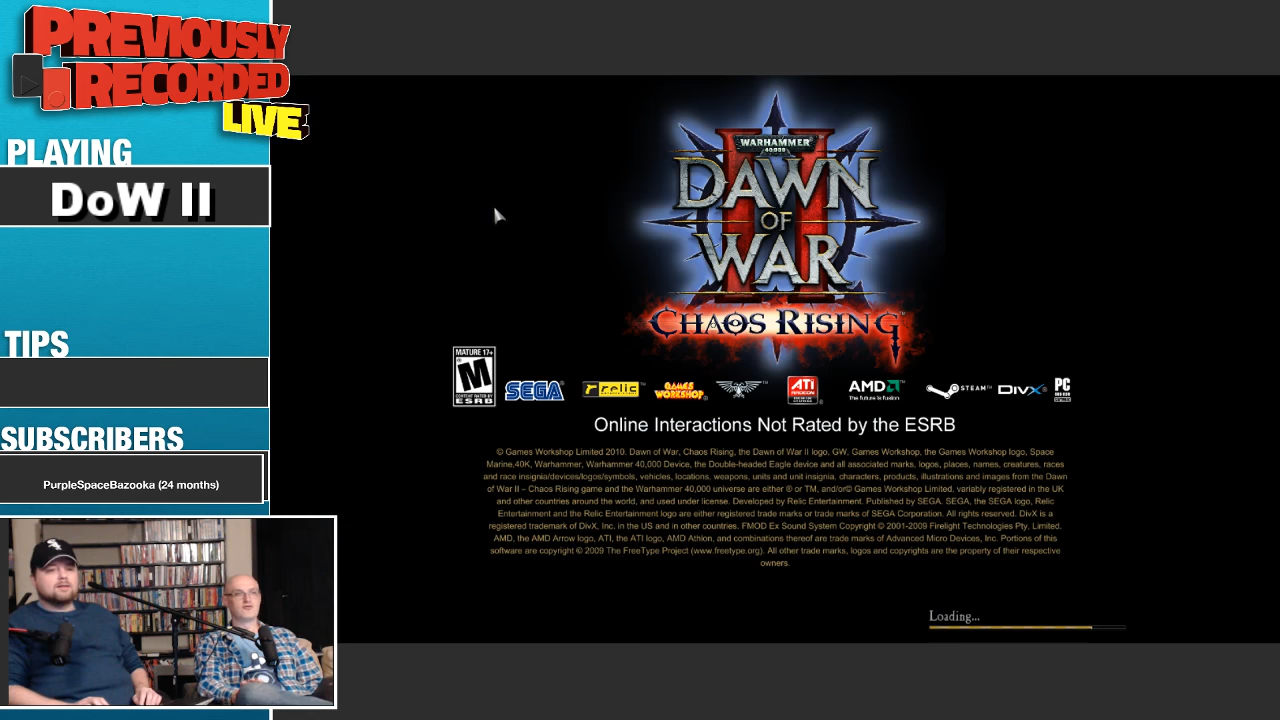 PREVIOUSLY
RECORDED
LIVE
PLAYING
DoW II
TIPS
SUBSCRIBERS
PurpleSpaceBazooka (24 months)
WARHAMMER
40,000
DAWN
OF
WAR
II
CHAOS RISING
MATURE 17+
M
CONTENT RATED BY
ESRB
SEGA
relic
GAMES
WORKSHOP
ATI
RADEON
AMD
The future is fusion
STEAM
DIVX
PC
Online Interactions Not Rated by the ESRB
© Games Workshop Limited 2010. Dawn of War, Chaos Rising, the Dawn of War II logo, GW, Games Workshop, the Games Workshop logo, Space
Marine,40K, Warhammer, Warhammer 40,000 Device, the Double-headed Eagle device and all associated marks, logos, places, names, creatures, races
and race insignia/devices/logos/symbols, vehicles, locations, weapons, units and unit insignia, characters, products, illustrations and images from the Dawn
of War II – Chaos Rising game and the Warhammer 40,000 universe are either ® or TM, and/or© Games Workshop Limited, variably registered in the UK
and other countries around the world, and used under license. Developed by Relic Entertainment. Published by SEGA. SEGA, the SEGA logo, Relic
Entertainment and the Relic Entertainment logo are either registered trade marks or trade marks of SEGA Corporation. All rights reserved. DivX is a
registered trademark of DivX, Inc. in the US and in other countries. FMOD Ex Sound System Copyright © 2001-2009 Firelight Technologies Pty, Limited.
AMD, the AMD Arrow logo, ATI, the ATI logo, AMD Athlon, and combinations thereof are trade marks of Advanced Micro Devices, Inc. Portions of this
software are copyright © 2009 The FreeType Project (www.freetype.org). All other trade marks, logos and copyrights are the property of their respective
owners.
Loading...